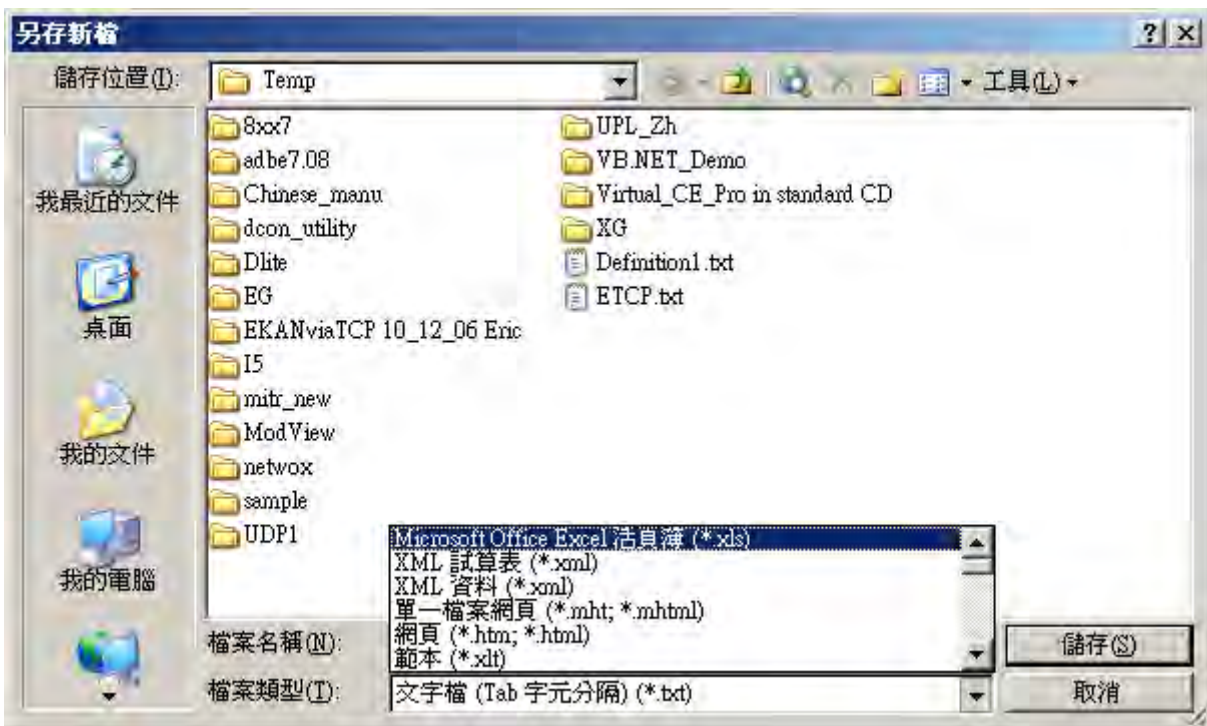 另存新檔
儲存位置(I):
Temp
工具(L)
我最近的文件
桌面
我的文件
我的電腦
8xx7
adbe7.08
Chinese_manu
dcon_utility
Dlite
EG
EKANviaTCP 10_12_06 Eric
I5
mitr_new
ModView
netwox
sample
UDP1
UPL_Zh
VB.NET_Demo
Virtual_CE_Pro in standard CD
XG
Definition1.txt
ETCP.txt
Microsoft Office Excel 活頁簿 (*.xls)
XML 試算表 (*.xml)
XML 資料 (*.xml)
單一檔案網頁 (*.mht; *.mhtml)
網頁 (*.htm; *.html)
範本 (*.xlt)
檔案名稱(N):
儲存(S)
檔案類型(T):
文字檔 (Tab 字元分隔) (*.txt)
取消